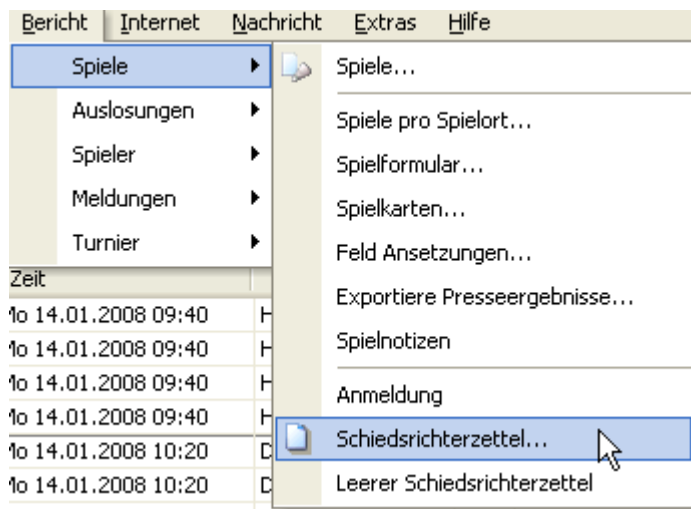 Bericht Internet Nachricht Extras Hilfe
Spiele
Auslosungen
Spieler
Meldungen
Turnier
Spiele...
Spiele pro Spielort...
Spielformular...
Spielkarten...
Feld Ansetzungen...
Exportiere Presseergebnisse...
Spielnotizen
Anmeldung
Schiedsrichterzettel...
Leerer Schiedsrichterzettel
Zeit
14.01.2008 09:40 H
14.01.2008 09:40 H
14.01.2008 09:40 H
14.01.2008 09:40 H
14.01.2008 10:20 D
14.01.2008 10:20 D